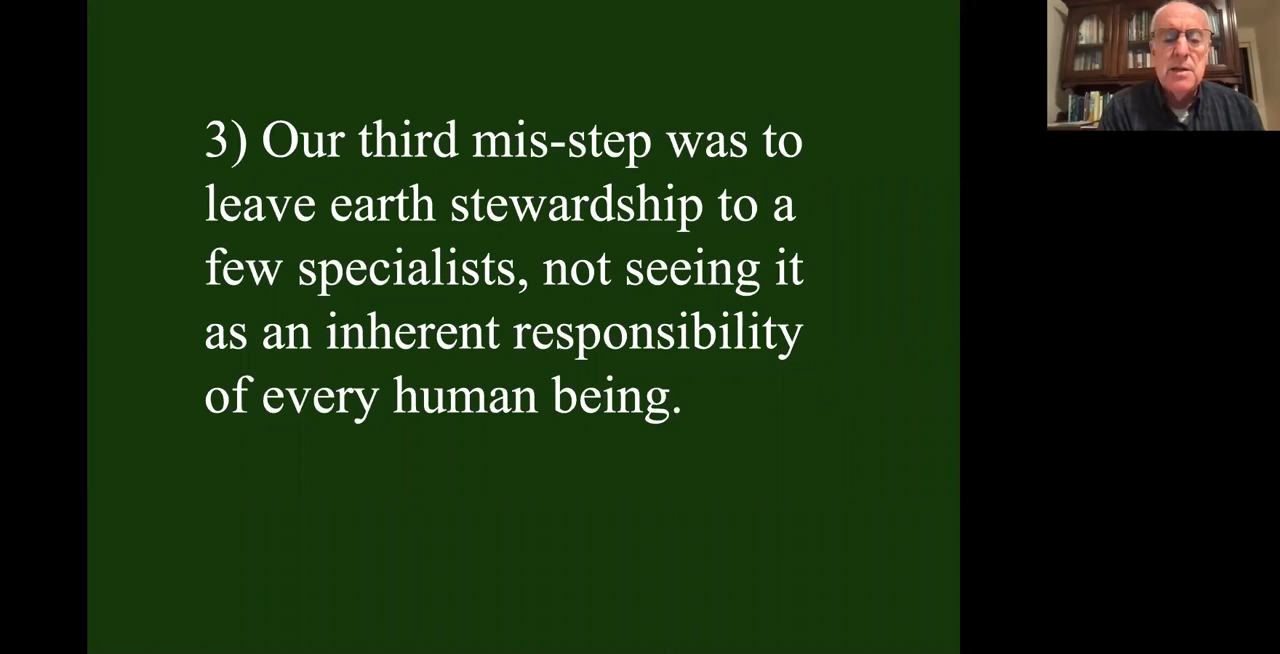 3) Our third mis-step was to
leave earth stewardship to a
few specialists, not seeing it
as an inherent responsibility
of every human being.